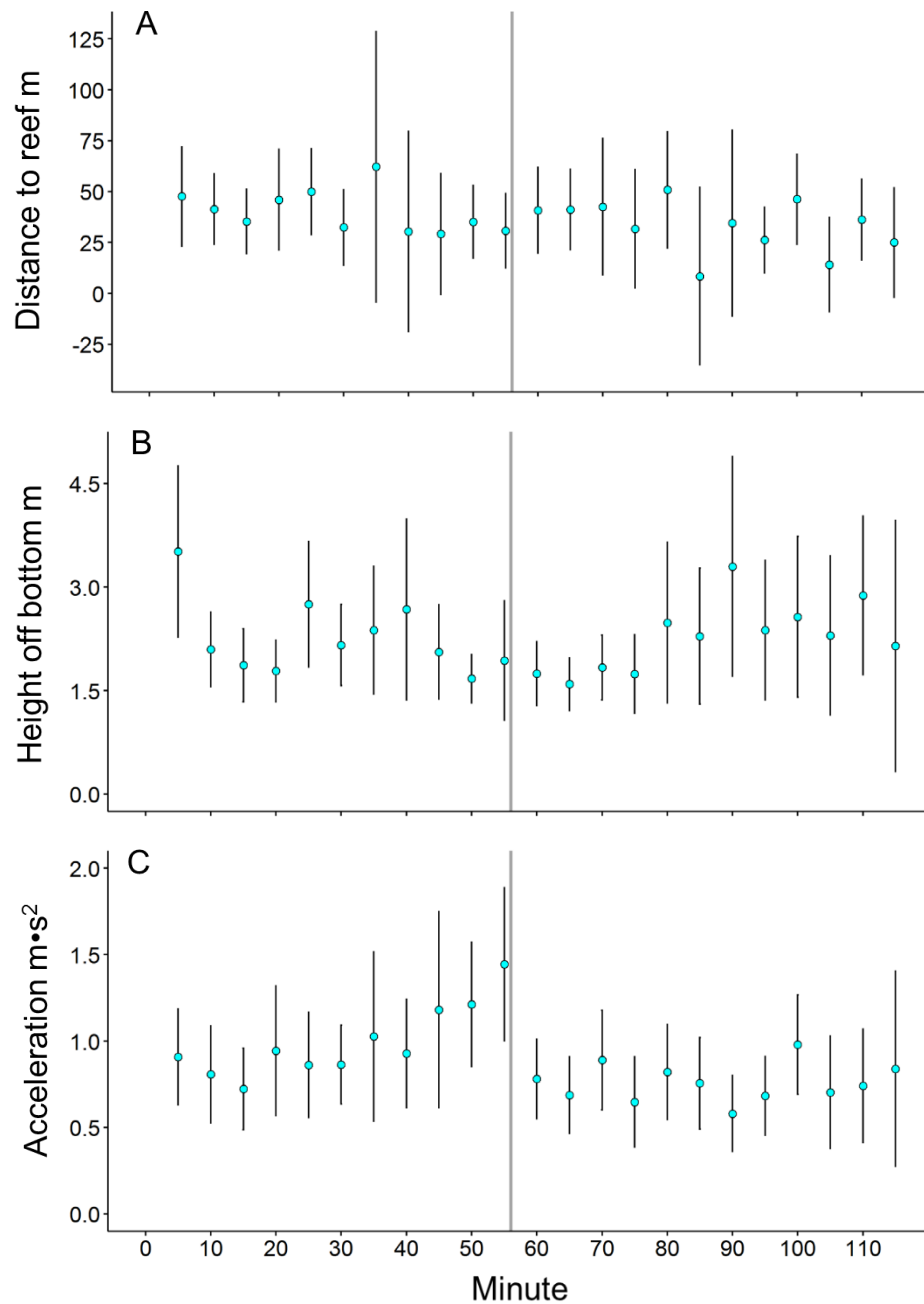 A
Distance to reef m
125
100
75
50
25
0
-25
B
Height off bottom m
4.5
3.0
1.5
0.0
C
Acceleration m•s²
2.0
1.5
1.0
0.5
0.0
0 10 20 30 40 50 60 70 80 90 100 110
Minute